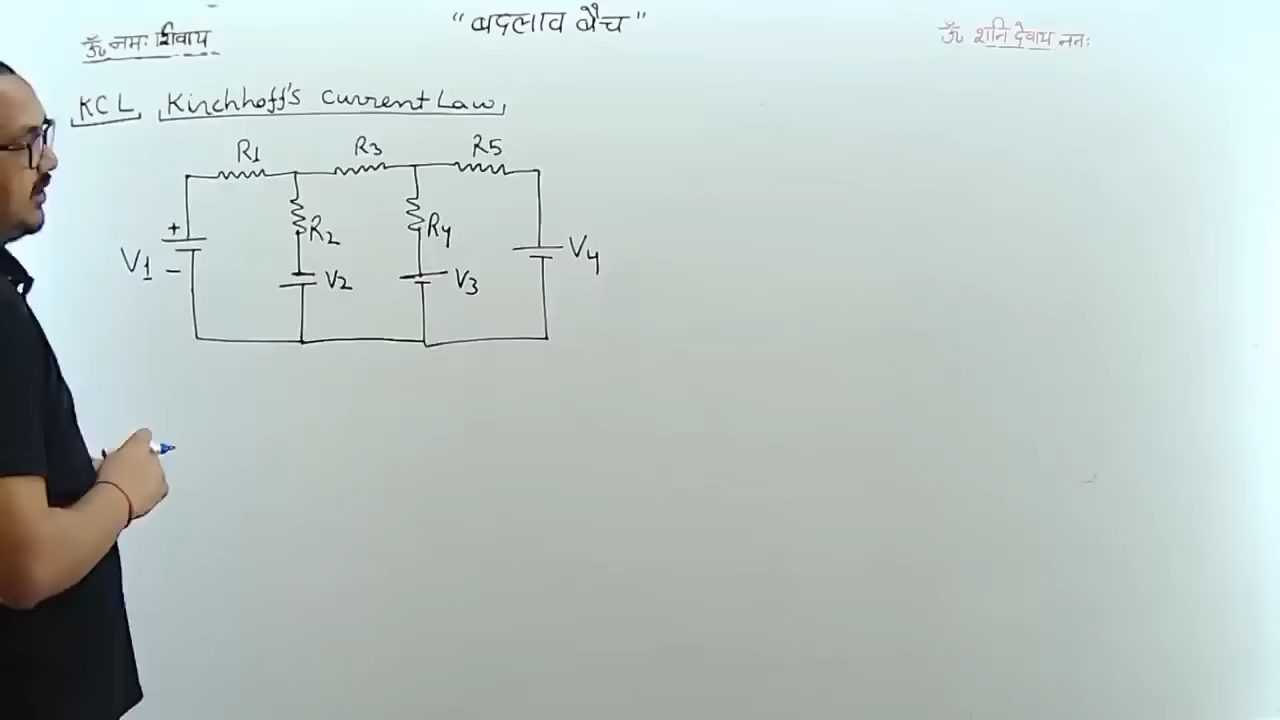 ॐ नमः शिवाय
"बदलाव बैच"
ॐ शनि देवाय नमः
KCL Kirchhoff's Current Law
R1 R3 R5
R2 R4
+
V1
-
V2 V3 V4